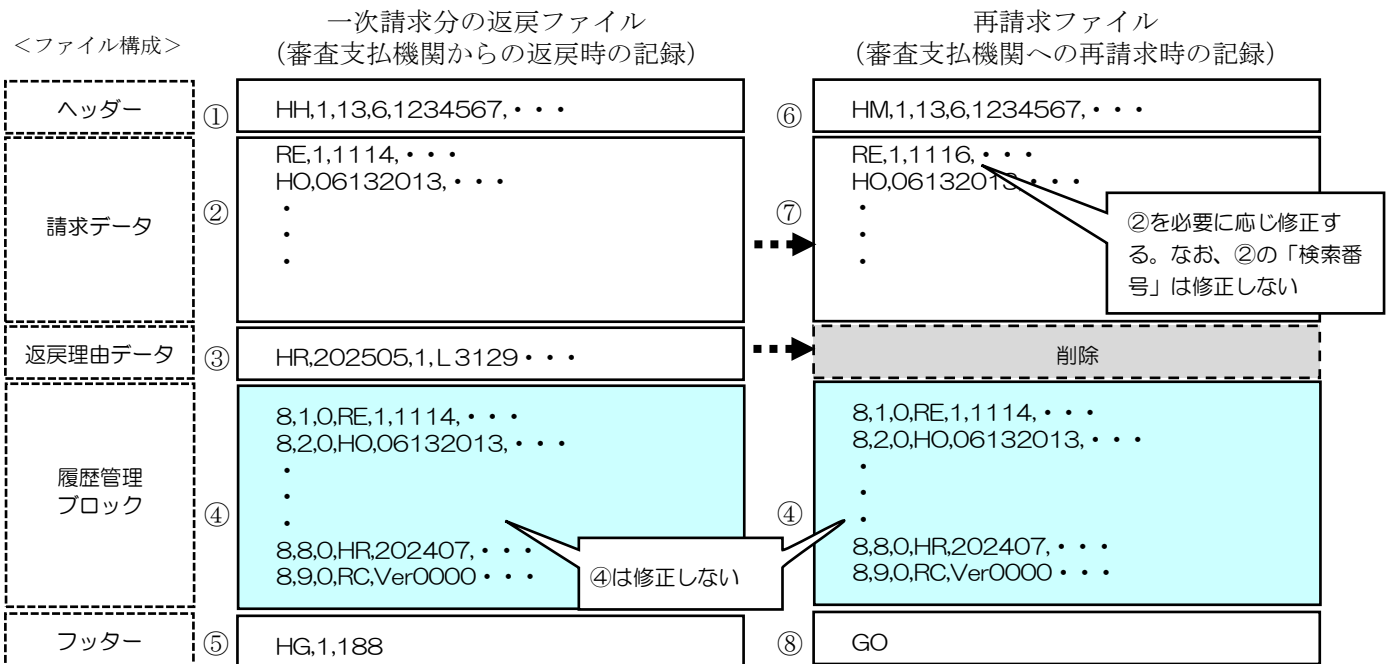 一次請求分の返戻ファイル
（審査支払機関からの返戻時の記録）
再請求ファイル
（審査支払機関への再請求時の記録）
＜ファイル構成＞
ヘッダー
①
HH,1,13,6,1234567,・・・
⑥
HM,1,13,6,1234567,・・・
請求データ
②
RE,1,1114,・・・
HO,06132013,・・・
・
・
・
⑦
RE,1,1116,・・・
HO,06132013,・・・
・
・
・
②を必要に応じ修正す
る。なお、②の「検索番
号」は修正しない
返戻理由データ
③
HR,202505,1,L3129・・・
削除
履歴管理
ブロック
④
8,1,0,RE,1,1114,・・・
8,2,0,HO,06132013,・・・
・
・
・
8,8,0,HR,202407,・・・
8,9,0,RC,Ver0000・・・
④は修正しない
④
8,1,0,RE,1,1114,・・・
8,2,0,HO,06132013,・・・
・
・
・
8,8,0,HR,202407,・・・
8,9,0,RC,Ver0000・・・
フッター
⑤
HG,1,188
⑧
GO